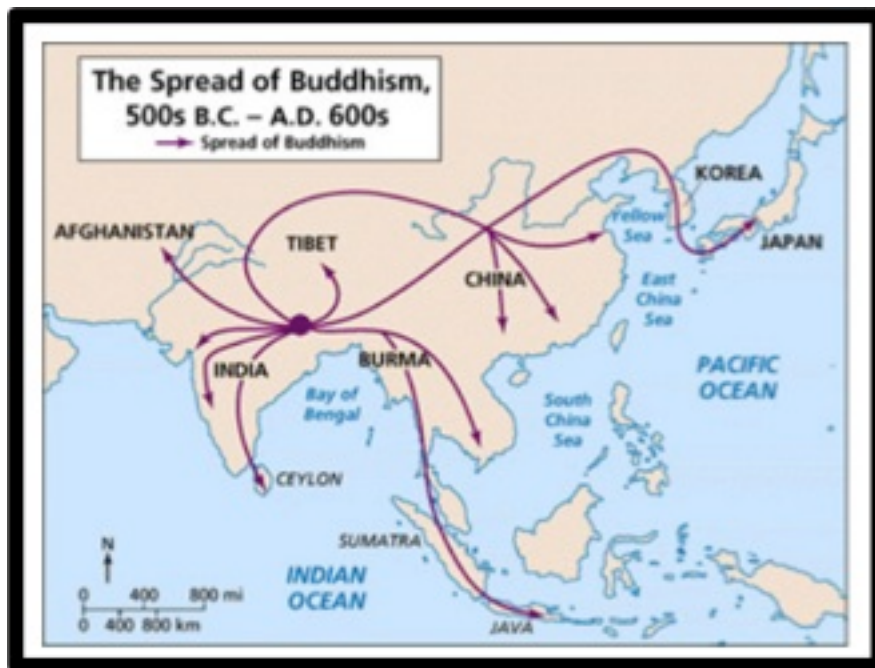 The Spread of Buddhism,
500s B.C. – A.D. 600s
Spread of Buddhism
KOREA
AFGHANISTAN
TIBET
Yellow
Sea
JAPAN
CHINA
East
China
Sea
INDIA
BURMA
PACIFIC
OCEAN
Bay of
Bengal
South
China
Sea
CEYLON
SUMATRA
N
INDIAN
OCEAN
0 400 800 mi
0 400 800 km
JAVA